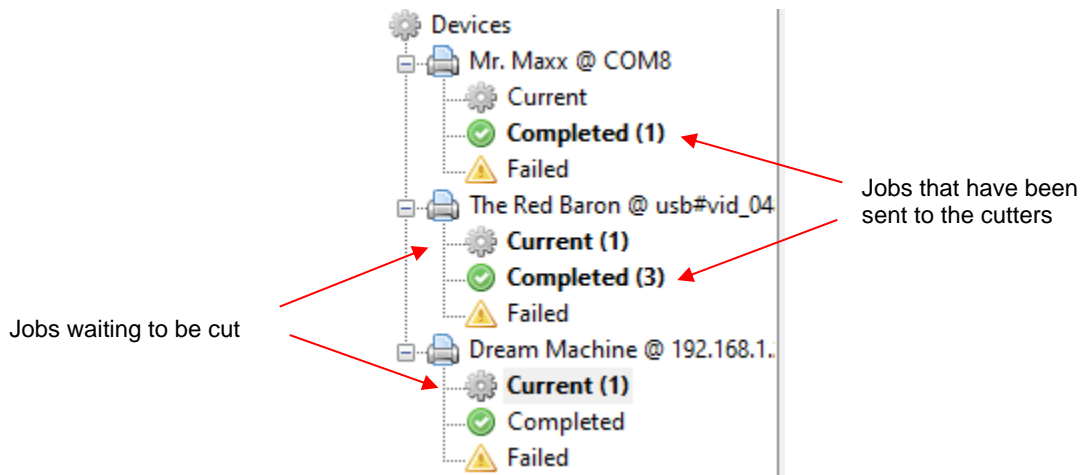 Devices
Mr. Maxx @ COM8
Current
Completed (1)
Failed
The Red Baron @ usb#vid_04
Current (1)
Completed (3)
Failed
Dream Machine @ 192.168.1.
Current (1)
Completed
Failed
Jobs that have been
sent to the cutters
Jobs waiting to be cut